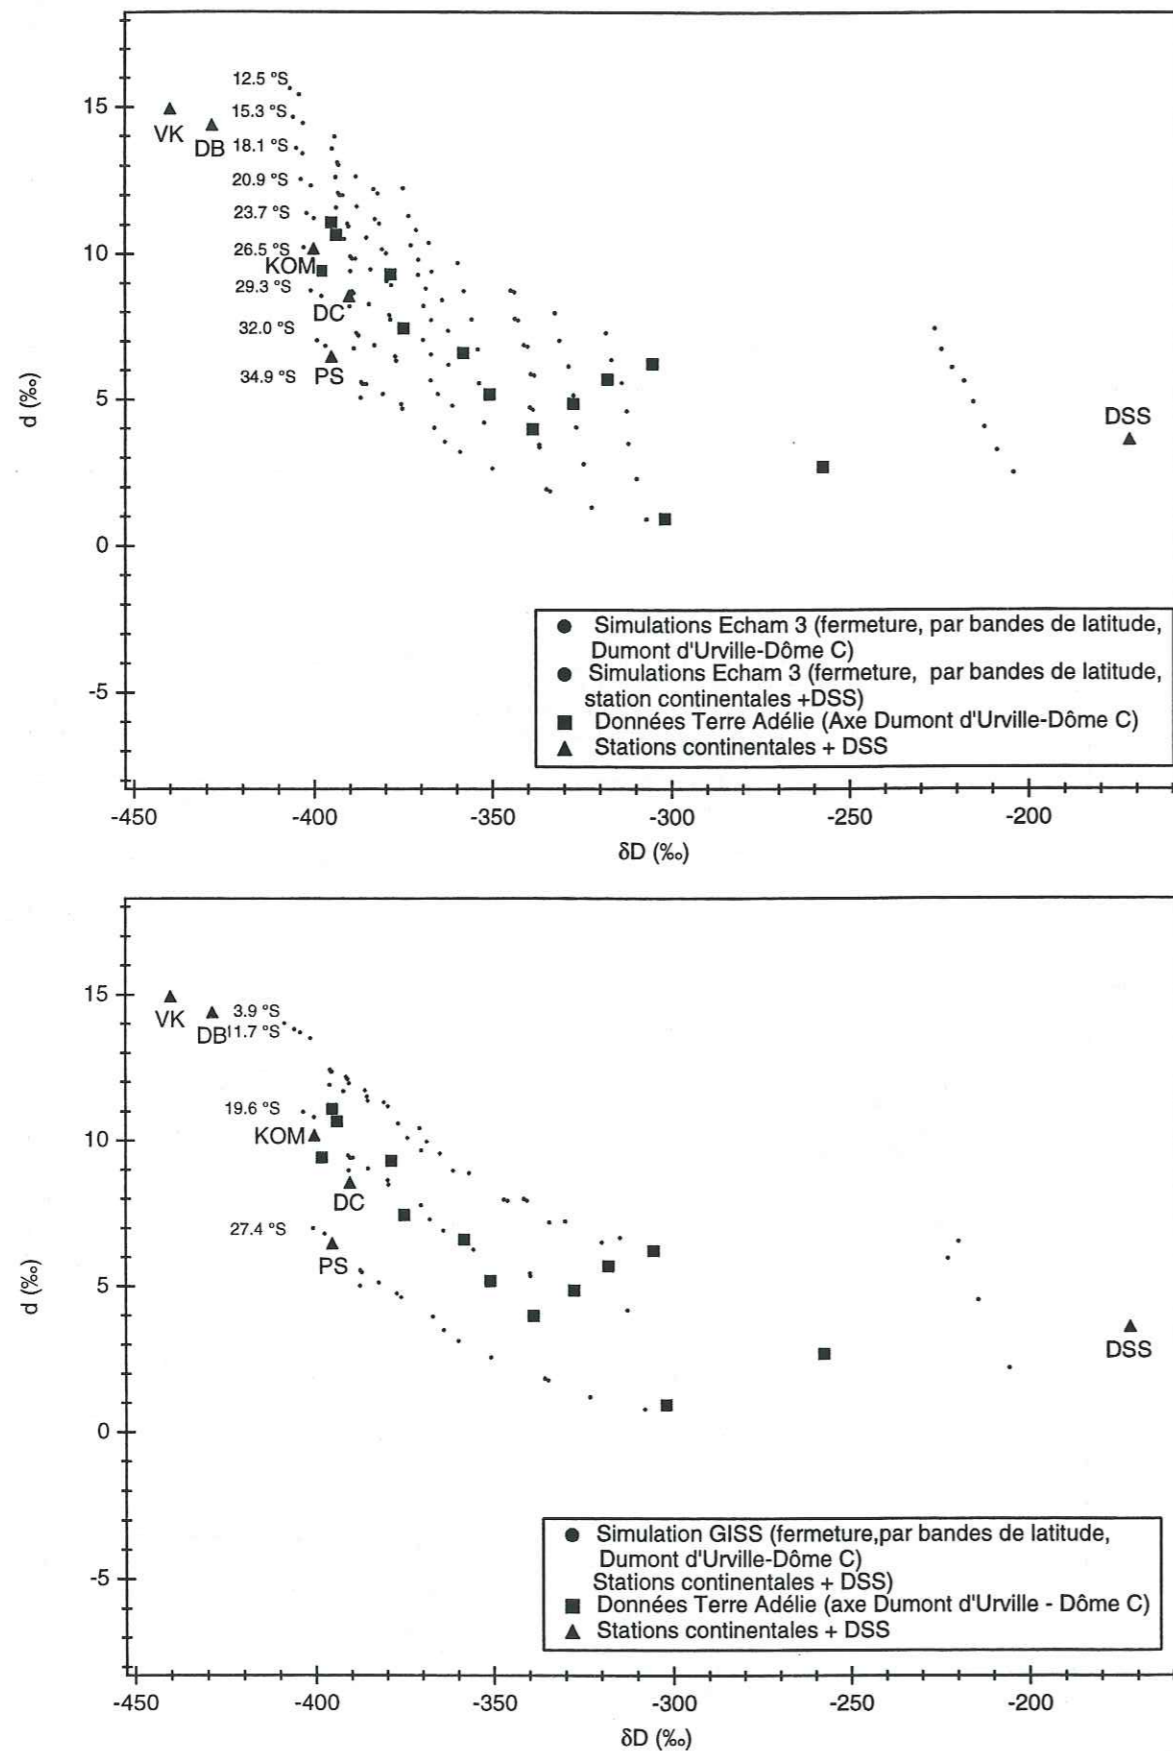 12.5 °S
15
15.3 °S
VK
DB
18.1 °S
20.9 °S
23.7 °S
10
26.5 °S
KOM
29.3 °S
DC
32.0 °S
PS
34.9 °S
5
DSS
d (‰)
0
-5
● Simulations Echam 3 (fermeture, par bandes de latitude,
Dumont d'Urville-Dôme C)
● Simulations Echam 3 (fermeture, par bandes de latitude,
station continentales +DSS)
■ Données Terre Adélie (Axe Dumont d'Urville-Dôme C)
▲ Stations continentales + DSS
-450 -400 -350 -300 -250 -200
δD (‰)
15
3.9 °S
VK
DB
11.7 °S
19.6 °S
10
KOM
DC
27.4 °S
PS
5
DSS
d (‰)
0
-5
● Simulation GISS (fermeture,par bandes de latitude,
Dumont d'Urville-Dôme C)
Stations continentales + DSS)
■ Données Terre Adélie (axe Dumont d'Urville - Dôme C)
▲ Stations continentales + DSS
-450 -400 -350 -300 -250 -200
δD (‰)